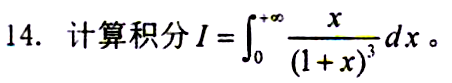 14. 计算积分 $I=\int_{0}^{+\infty}\frac{x}{(1+x)^{3}}dx$。